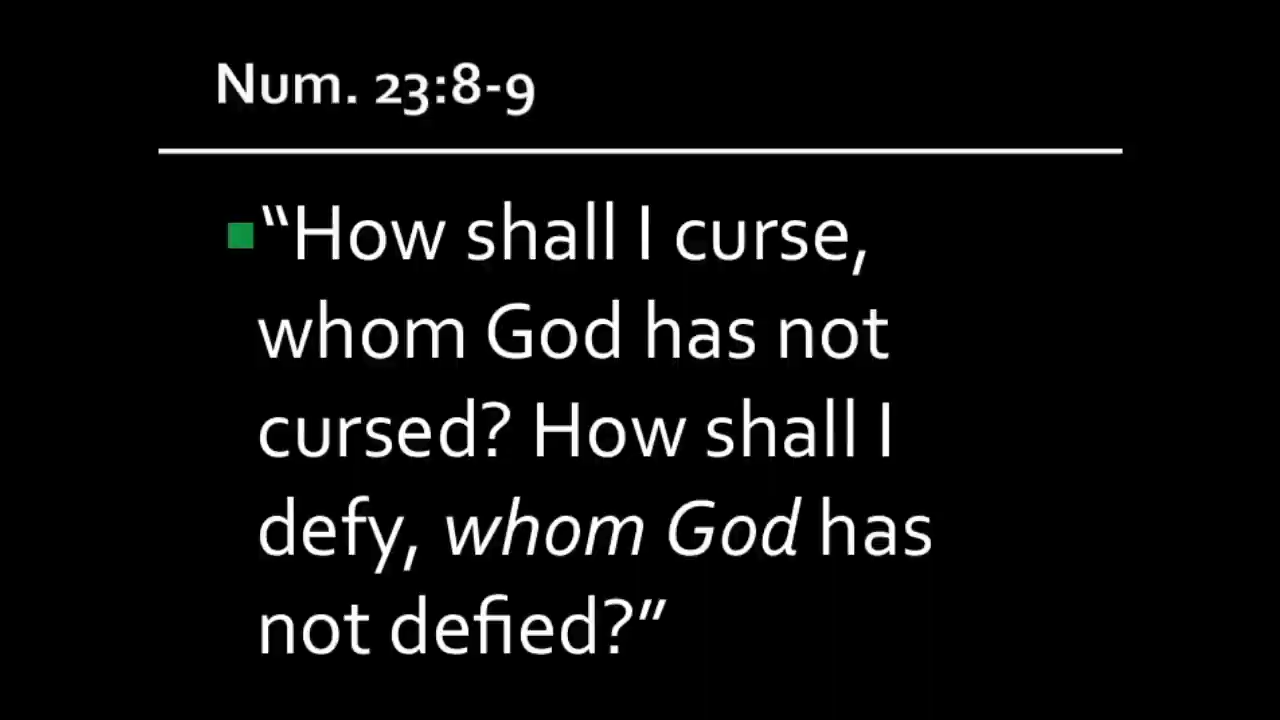 Num. 23:8-9
“How shall I curse,
whom God has not
cursed? How shall I
defy, whom God has
not defied?”